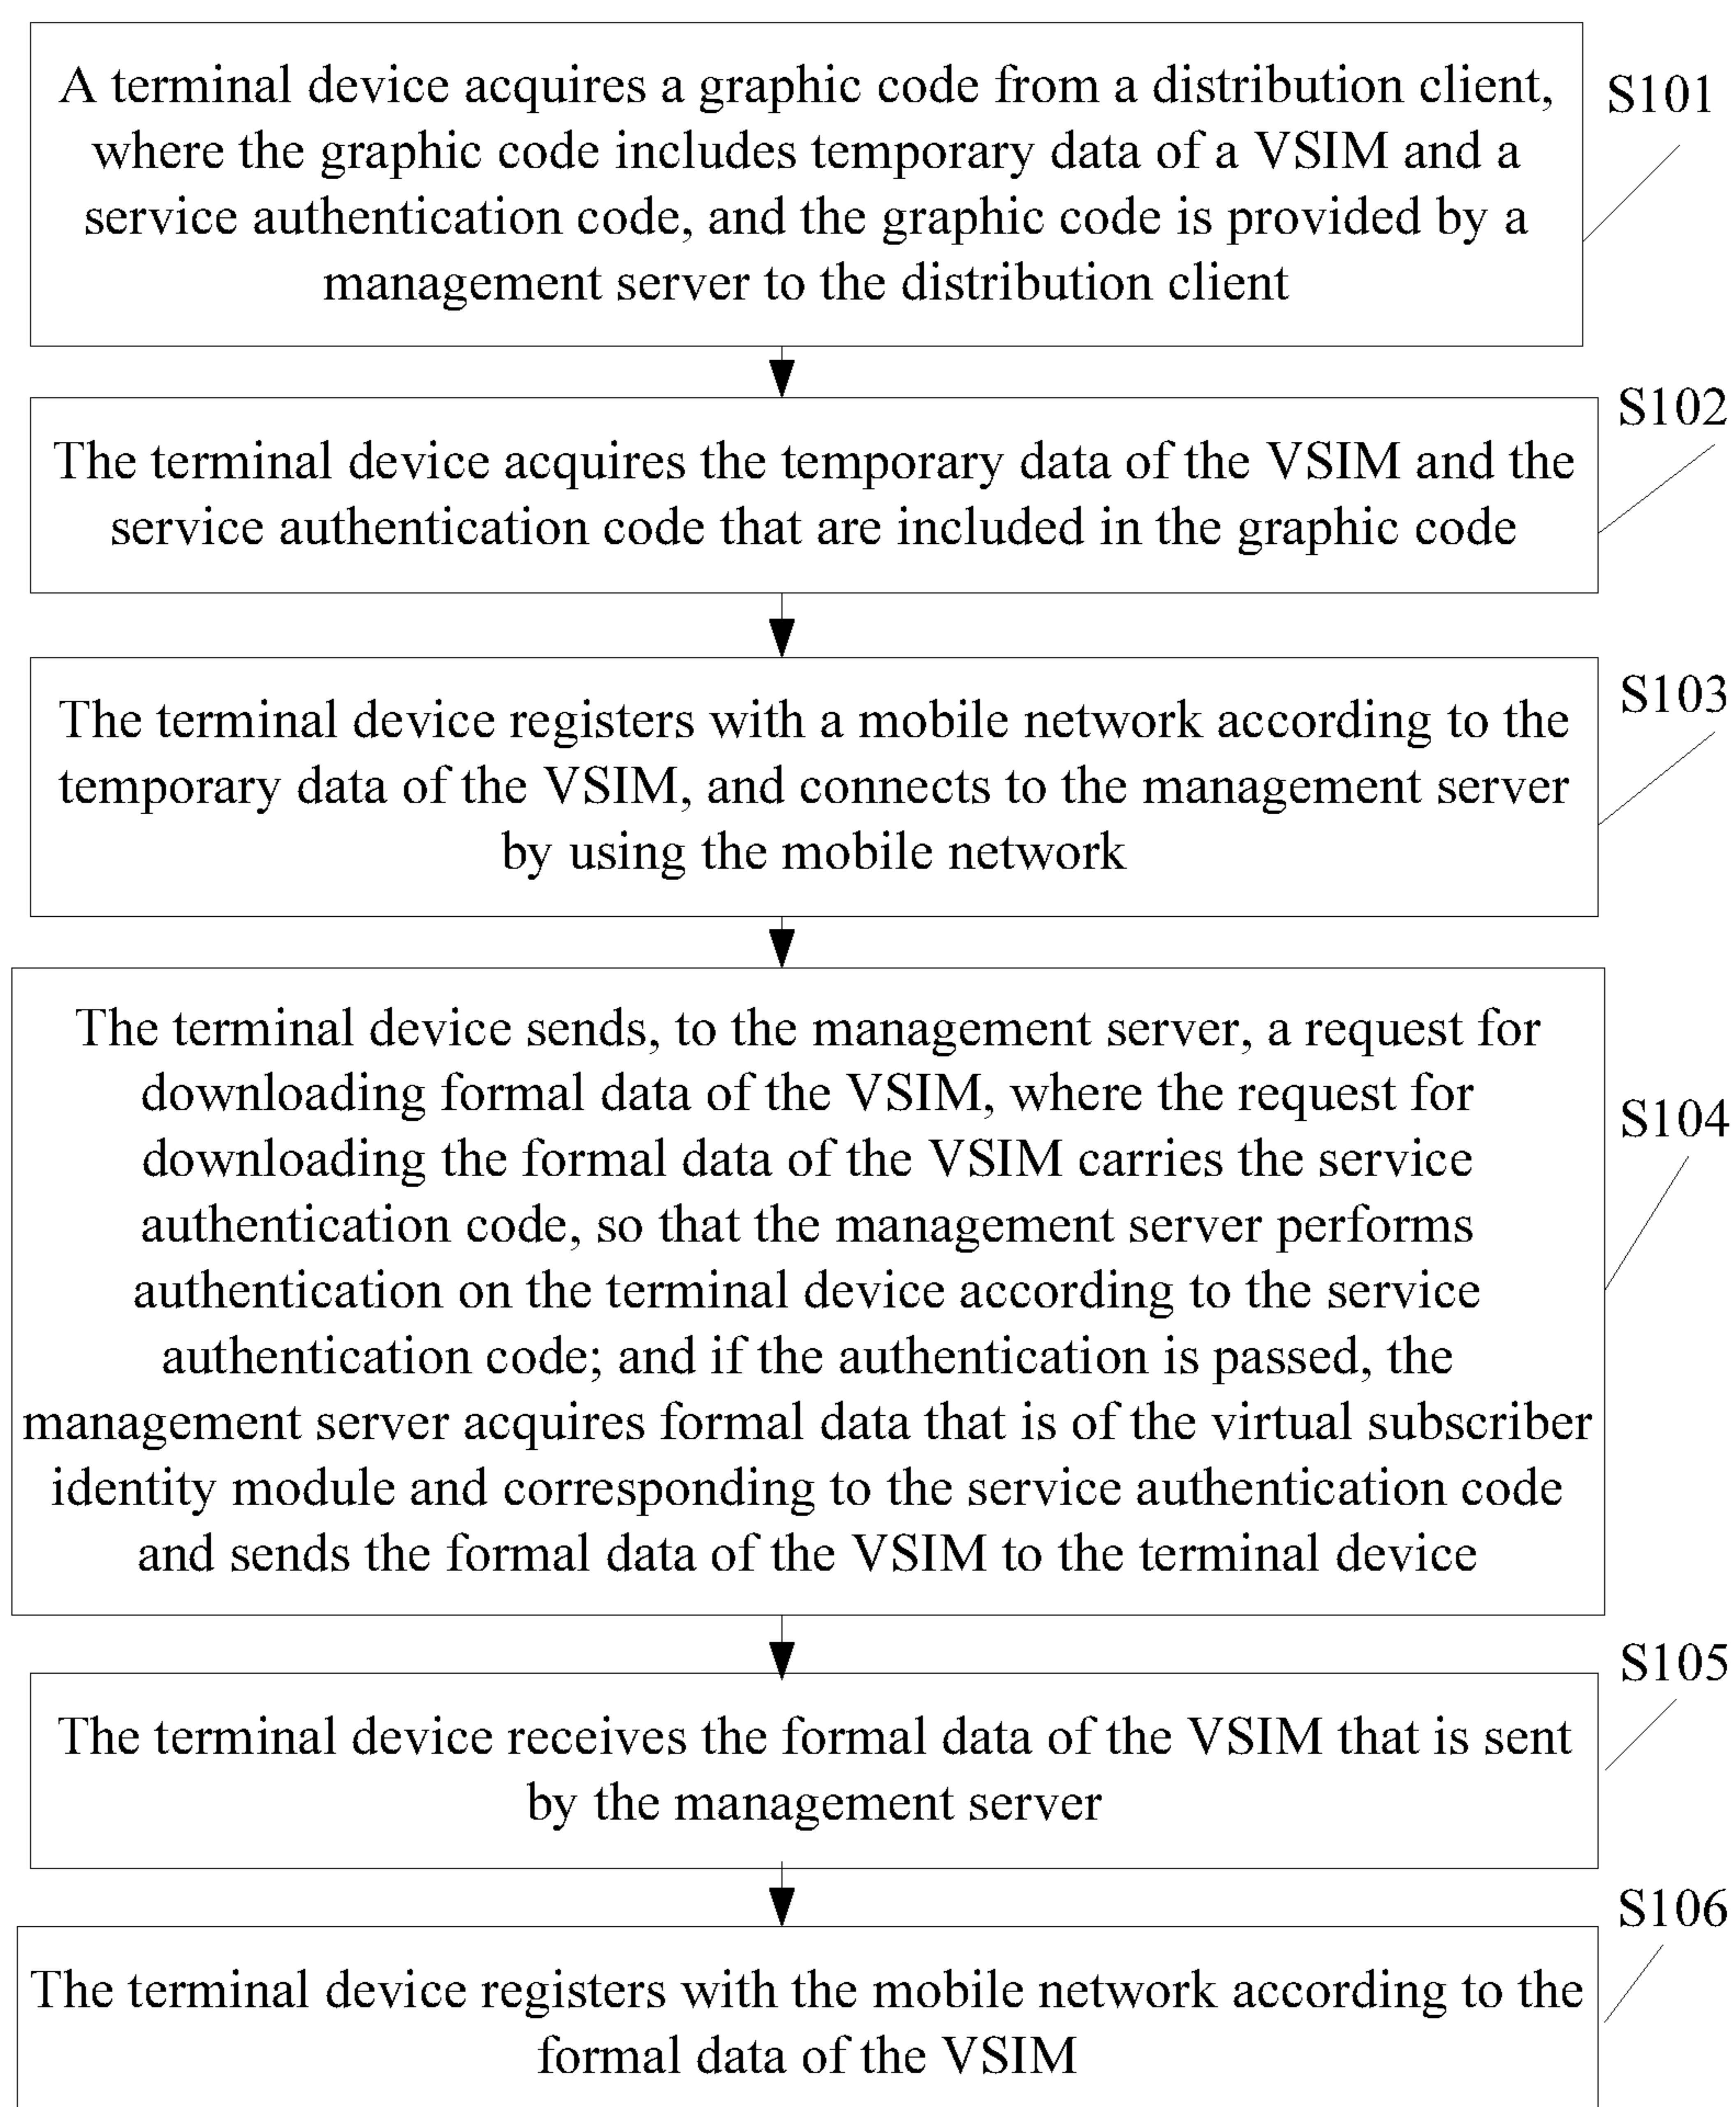 A terminal device acquires a graphic code from a distribution client,
where the graphic code includes temporary data of a VSIM and a
service authentication code, and the graphic code is provided by a
management server to the distribution client
S101
The terminal device acquires the temporary data of the VSIM and the
service authentication code that are included in the graphic code
S102
The terminal device registers with a mobile network according to the
temporary data of the VSIM, and connects to the management server
by using the mobile network
S103
The terminal device sends, to the management server, a request for
downloading formal data of the VSIM, where the request for
downloading the formal data of the VSIM carries the service
authentication code, so that the management server performs
authentication on the terminal device according to the service
authentication code; and if the authentication is passed, the
management server acquires formal data that is of the virtual subscriber
identity module and corresponding to the service authentication code
and sends the formal data of the VSIM to the terminal device
S104
The terminal device receives the formal data of the VSIM that is sent
by the management server
S105
The terminal device registers with the mobile network according to the
formal data of the VSIM
S106